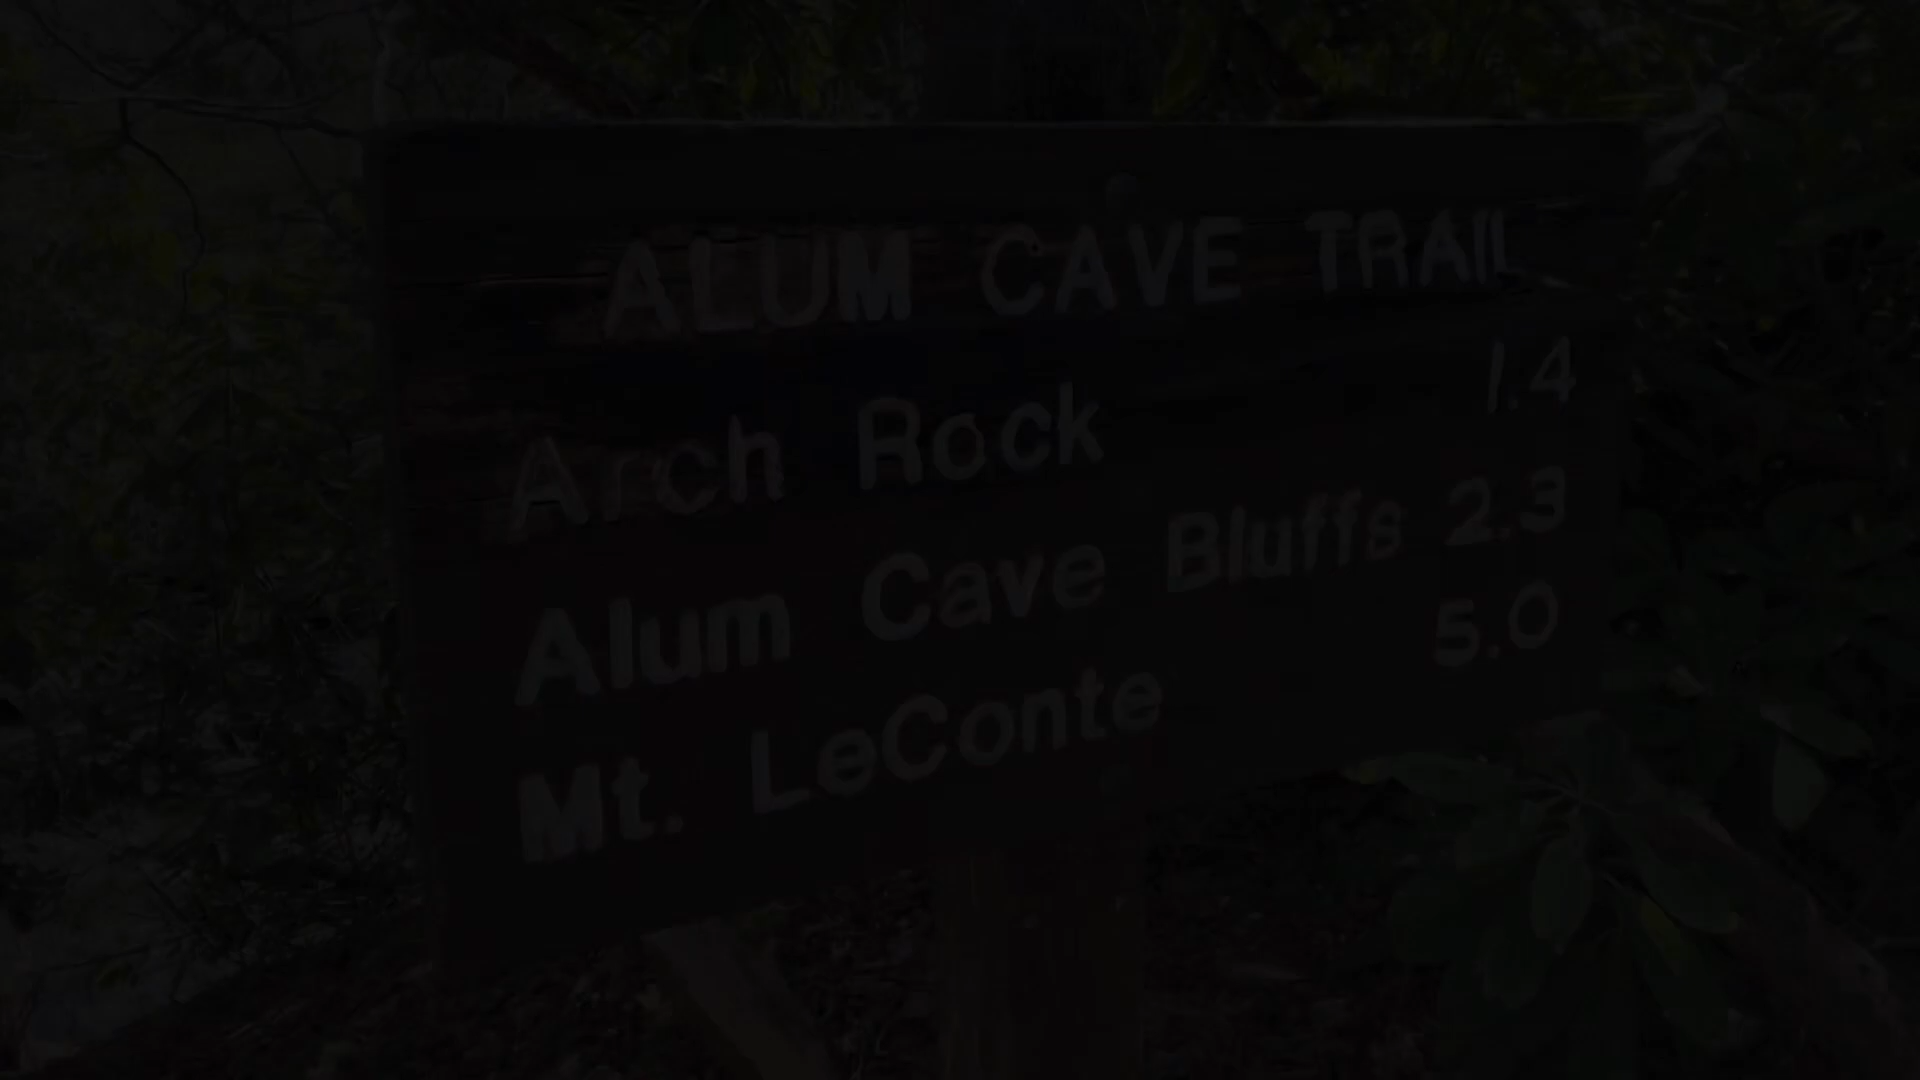 ALUM CAVE TRAIL
Arch Rock 1.4
Alum Cave Bluffs 2.3
Mt. LeConte 5.0